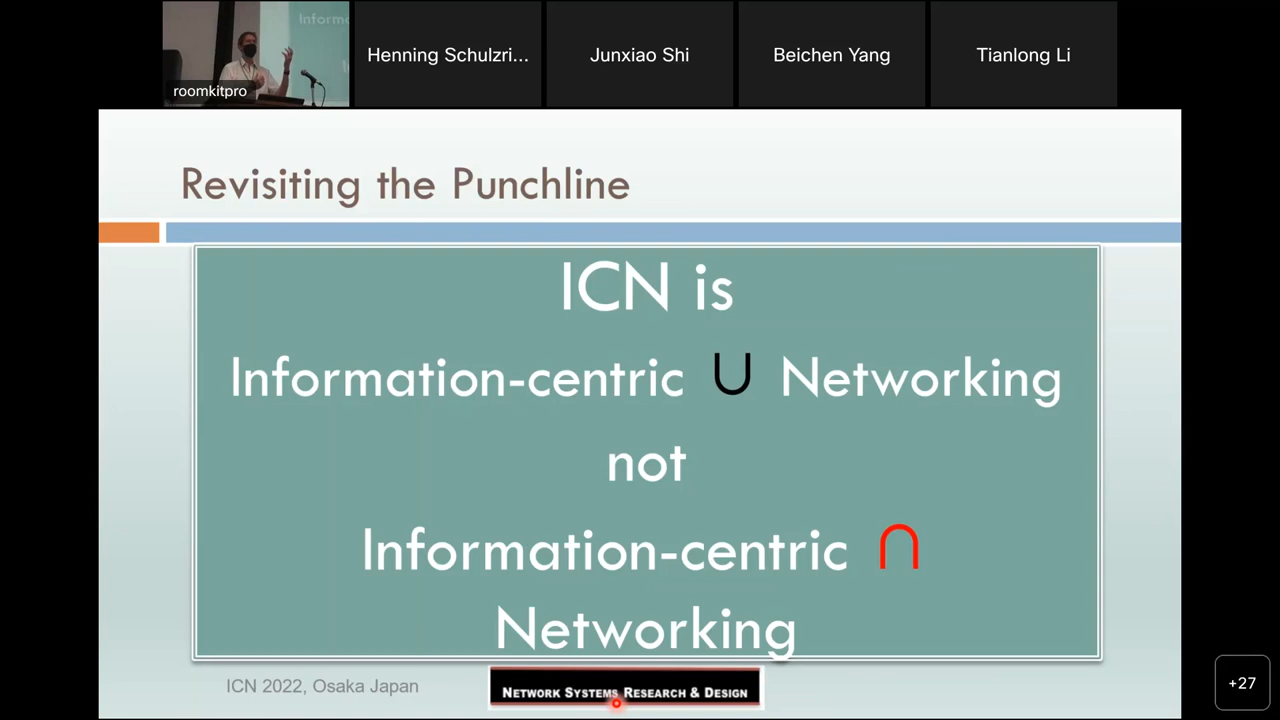 Informa
roomkitpro
Henning Schulzri...
Junxiao Shi
Beichen Yang
Tianlong Li
Revisiting the Punchline
ICN is
Information-centric ∪ Networking
not
Information-centric ∩
Networking
ICN 2022, Osaka Japan
NETWORK SYSTEMS RESEARCH & DESIGN
+27